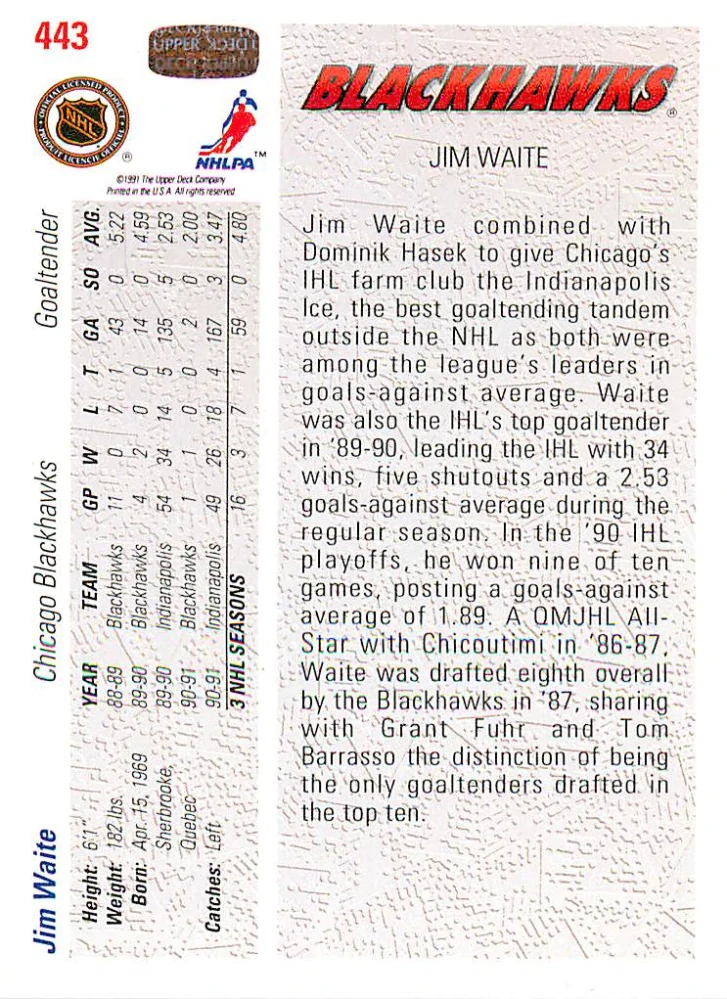 443
UPPER DECK
OFFICIAL LICENSED PRODUCT
NHL
PRODUIT LICENCIÉ OFFICIEL
®
NHLPA™
©1991 The Upper Deck Company
Printed in the U.S.A. All rights reserved
BLACKHAWKS®
JIM WAITE
Jim Waite combined with
Dominik Hasek to give Chicago's
IHL farm club the Indianapolis
Ice, the best goaltending tandem
outside the NHL as both were
among the league's leaders in
goals-against average. Waite
was also the IHL's top goaltender
in '89-90, leading the IHL with 34
wins, five shutouts and a 2.53
goals-against average during the
regular season. In the '90 IHL
playoffs, he won nine of ten
games, posting a goals-against
average of 1.89. A QMJHL All-
Star with Chicoutimi in '86-87,
Waite was drafted eighth overall
by the Blackhawks in '87, sharing
with Grant Fuhr and Tom
Barrasso the distinction of being
the only goaltenders drafted in
the top ten.
Jim Waite Chicago Blackhawks Goaltender
Height: 6'1"
Weight: 182 lbs.
Born: Apr. 15, 1969
Sherbrooke,
Quebec
Catches: Left
YEAR TEAM GP W L T GA SO AVG.
88-89 Blackhawks 11 0 7 1 43 0 5.22
89-90 Blackhawks 4 2 0 0 14 0 4.59
89-90 Indianapolis 54 34 14 5 135 5 2.53
90-91 Blackhawks 1 1 0 0 2 0 2.00
90-91 Indianapolis 49 26 18 4 167 3 3.47
3 NHL SEASONS 16 3 7 1 59 0 4.80